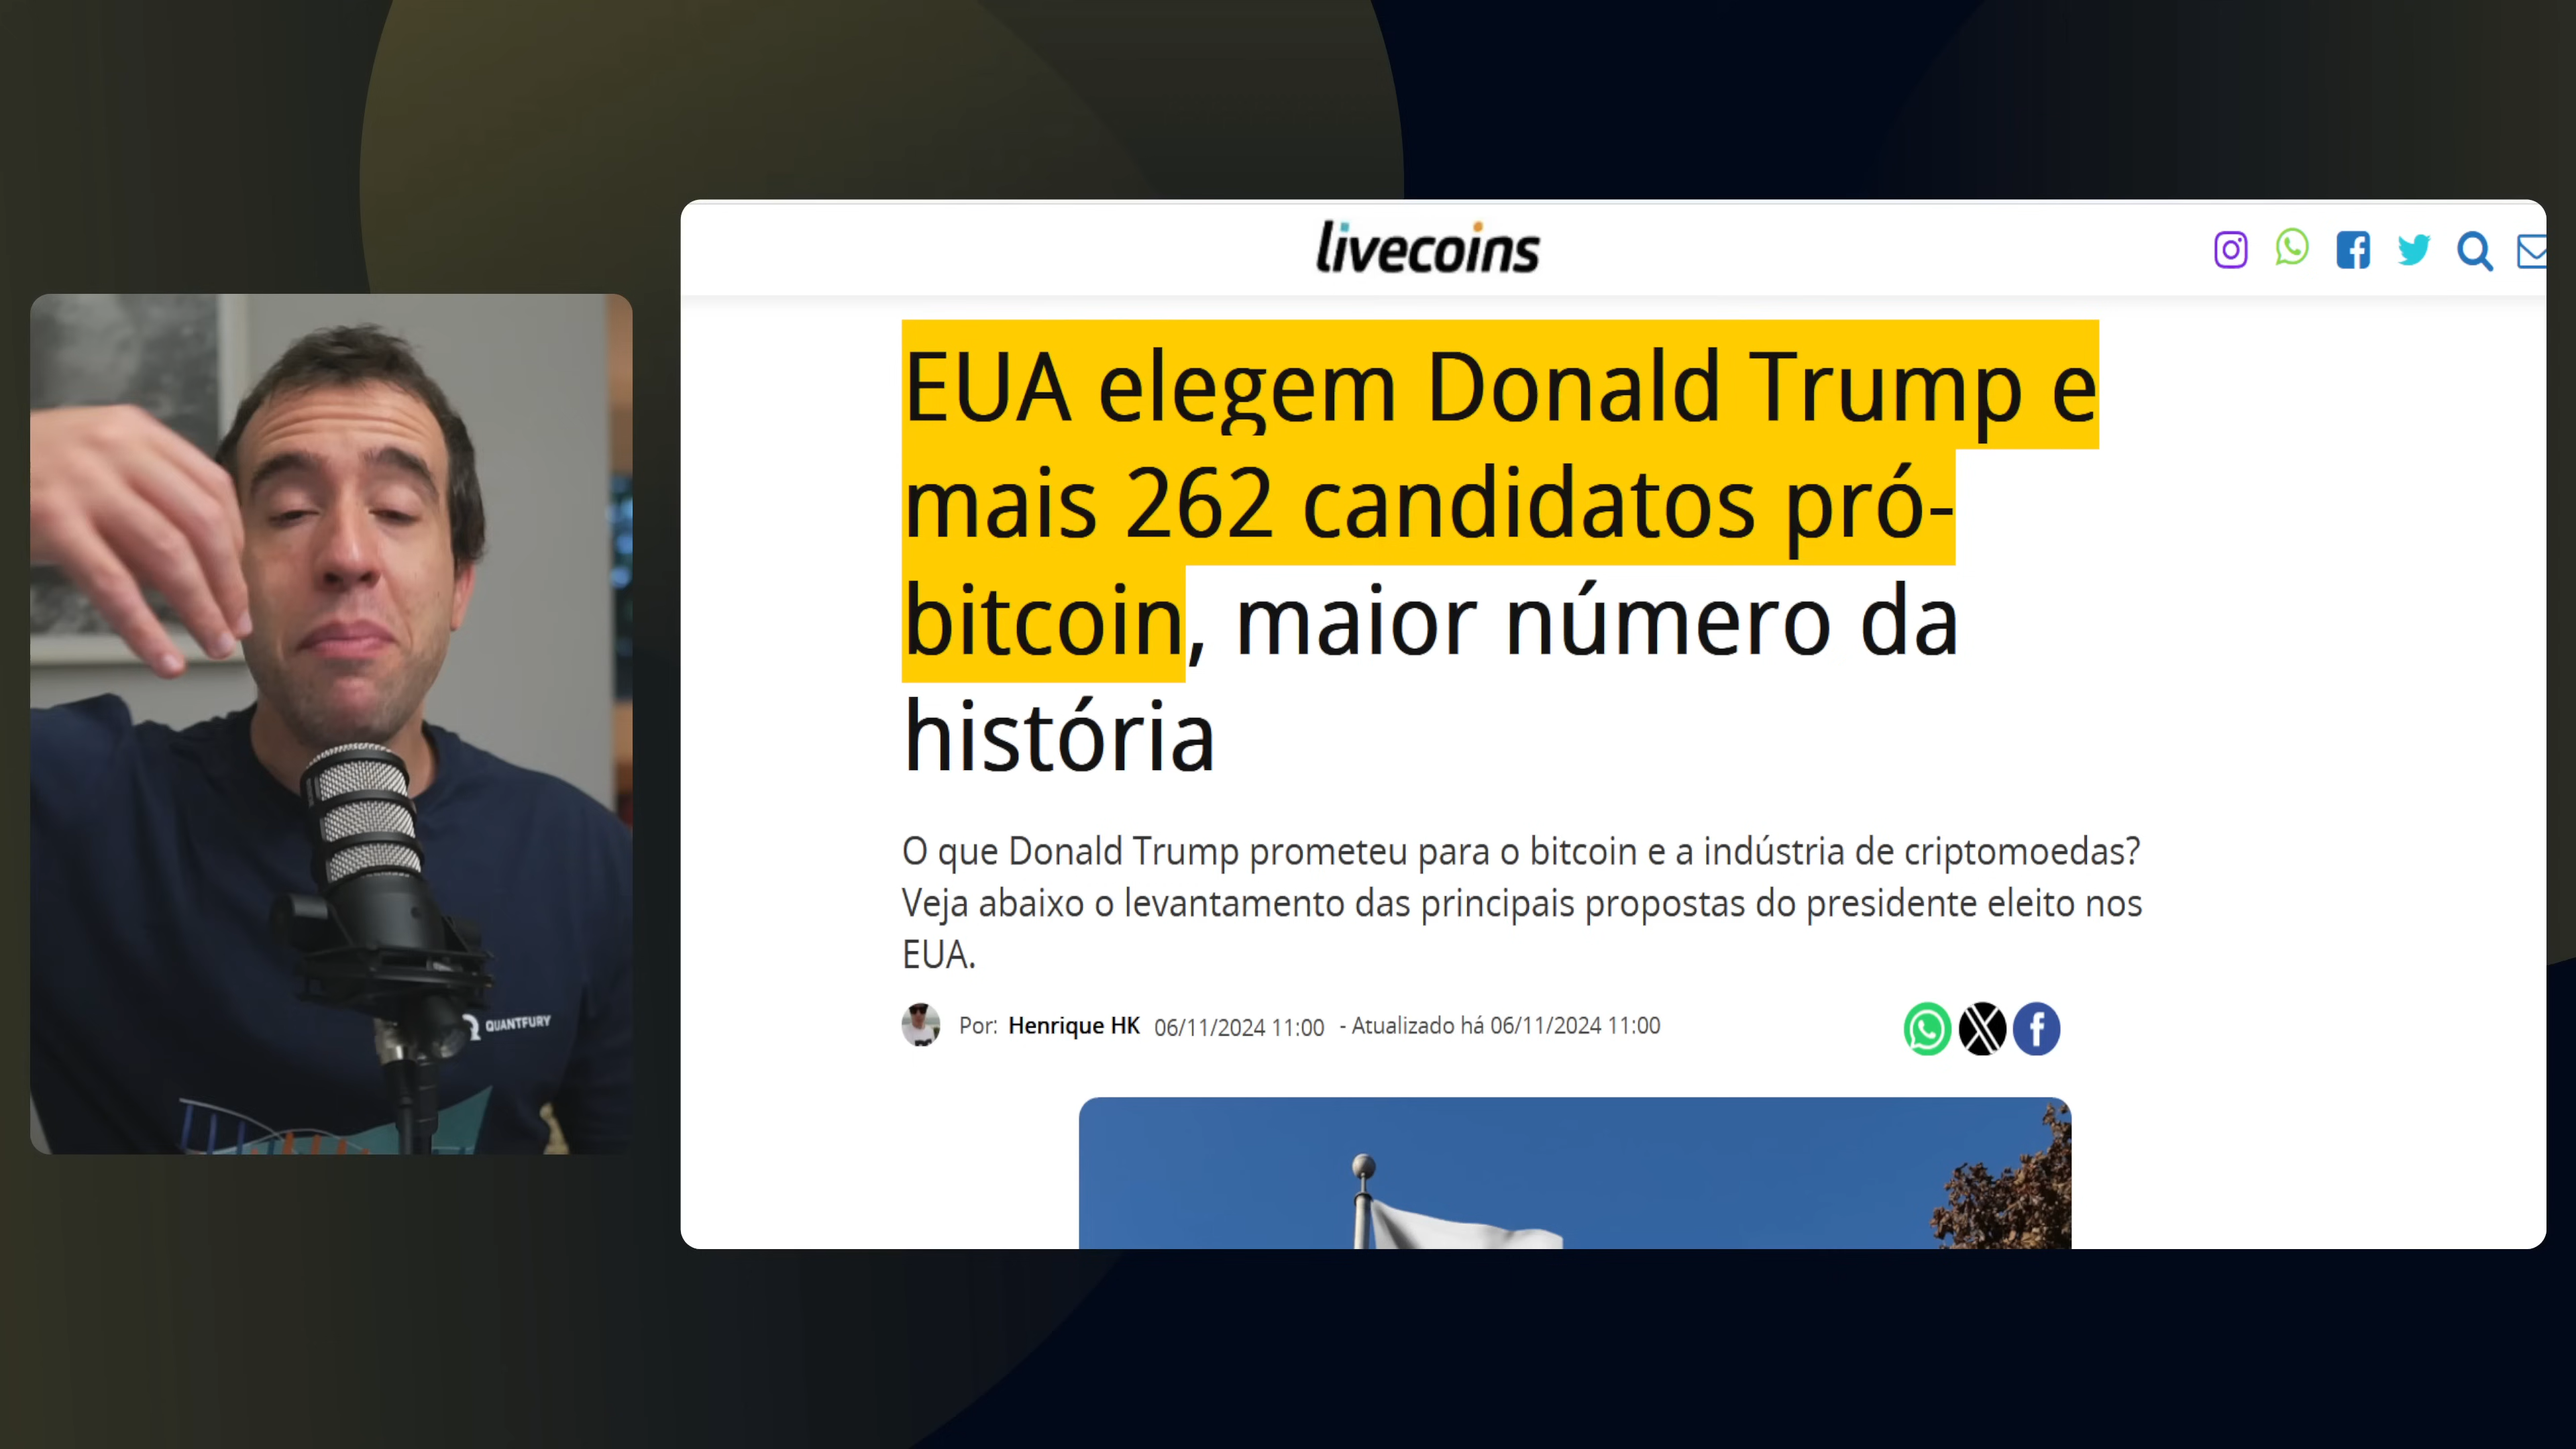 livecoins
EUA elegem Donald Trump e
mais 262 candidatos pró-
bitcoin, maior número da
história
O que Donald Trump prometeu para o bitcoin e a indústria de criptomoedas?
Veja abaixo o levantamento das principais propostas do presidente eleito nos
EUA.
Por: Henrique HK 06/11/2024 11:00 - Atualizado há 06/11/2024 11:00
QUANTFURY